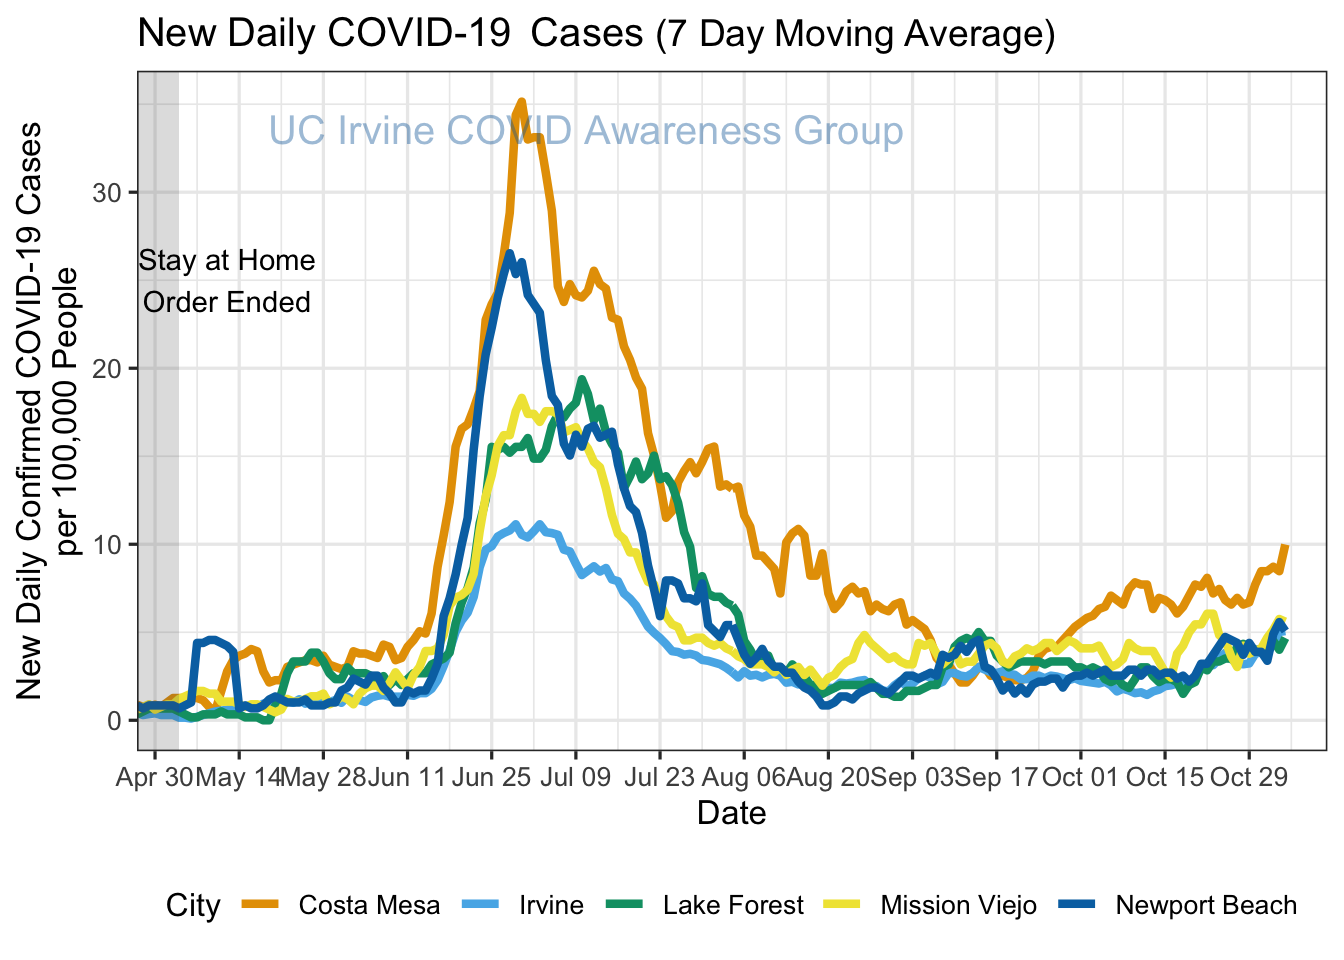 New Daily COVID-19  Cases (7 Day Moving Average)
UC Irvine COVID Awareness Group
New Daily Confirmed COVID-19 Cases
per 100,000 People
30
20
10
0
Stay at Home
Order Ended
Apr 30 May 14 May 28 Jun 11 Jun 25 Jul 09 Jul 23 Aug 06 Aug 20 Sep 03 Sep 17 Oct 01 Oct 15 Oct 29
Date
City Costa Mesa Irvine Lake Forest Mission Viejo Newport Beach